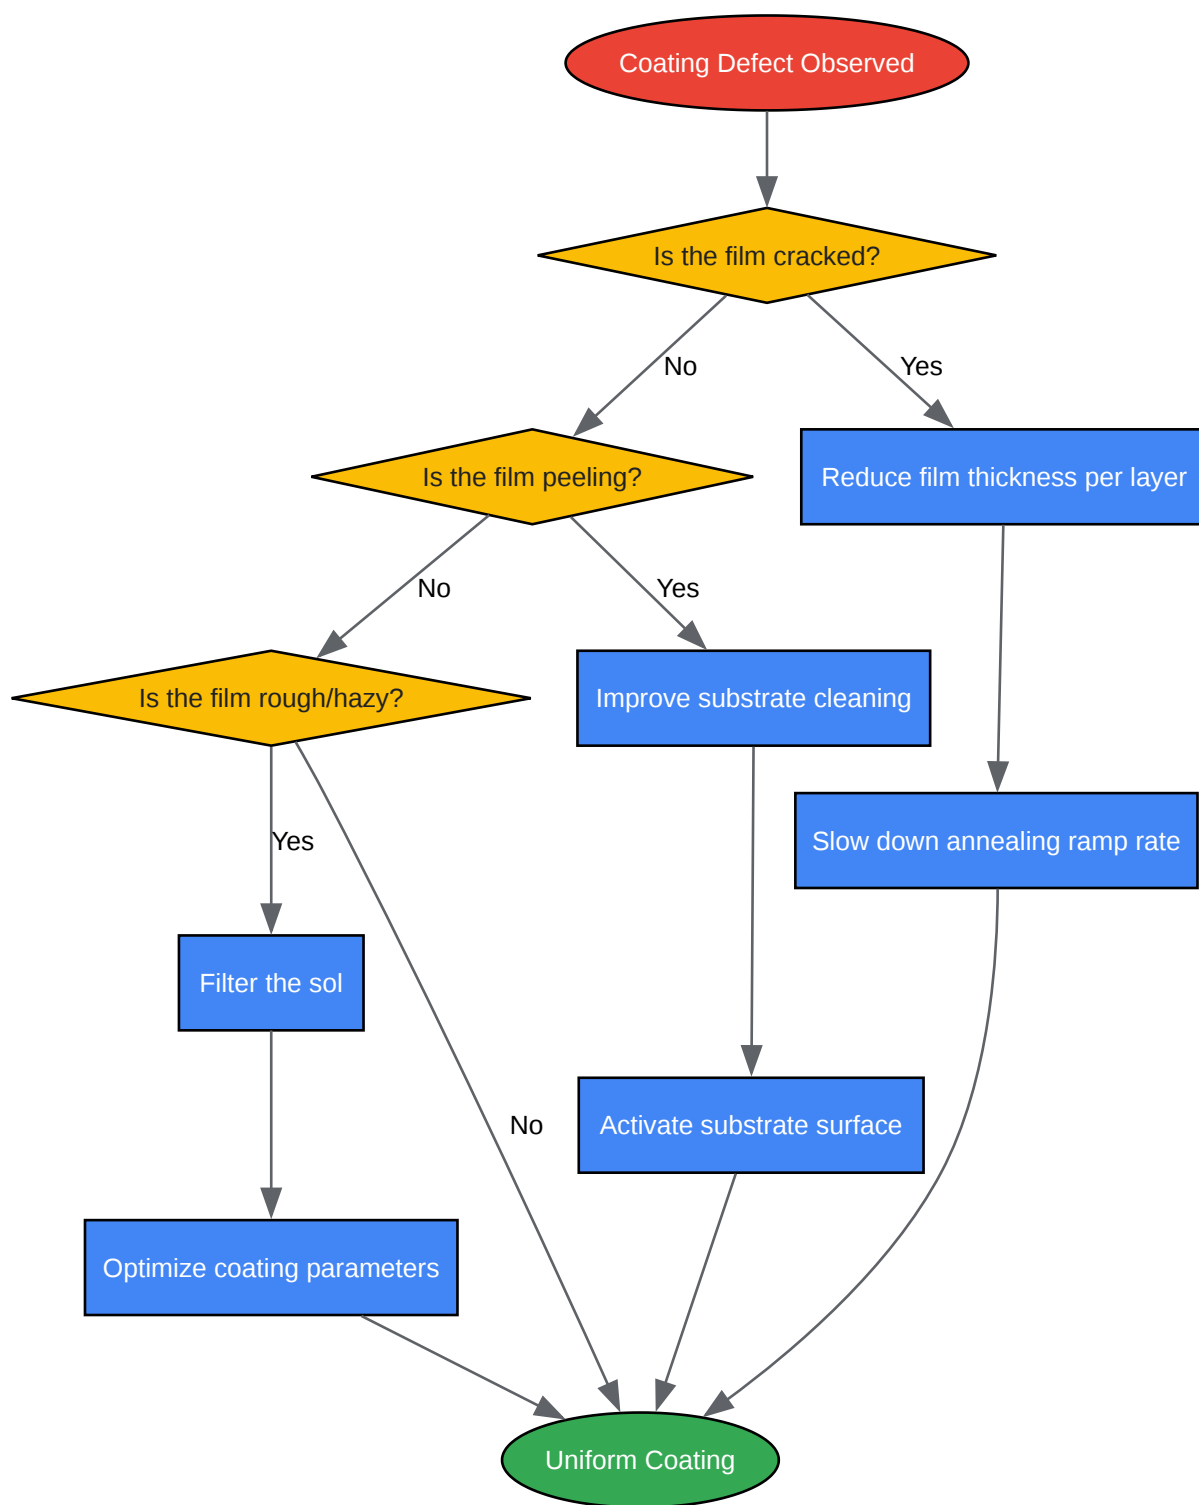 Coating Defect Observed
Is the film cracked?
No
Yes
Is the film peeling?
Reduce film thickness per layer
No
Yes
Is the film rough/hazy?
Improve substrate cleaning
Yes
Slow down annealing ramp rate
Filter the sol
No
Activate substrate surface
Optimize coating parameters
Uniform Coating